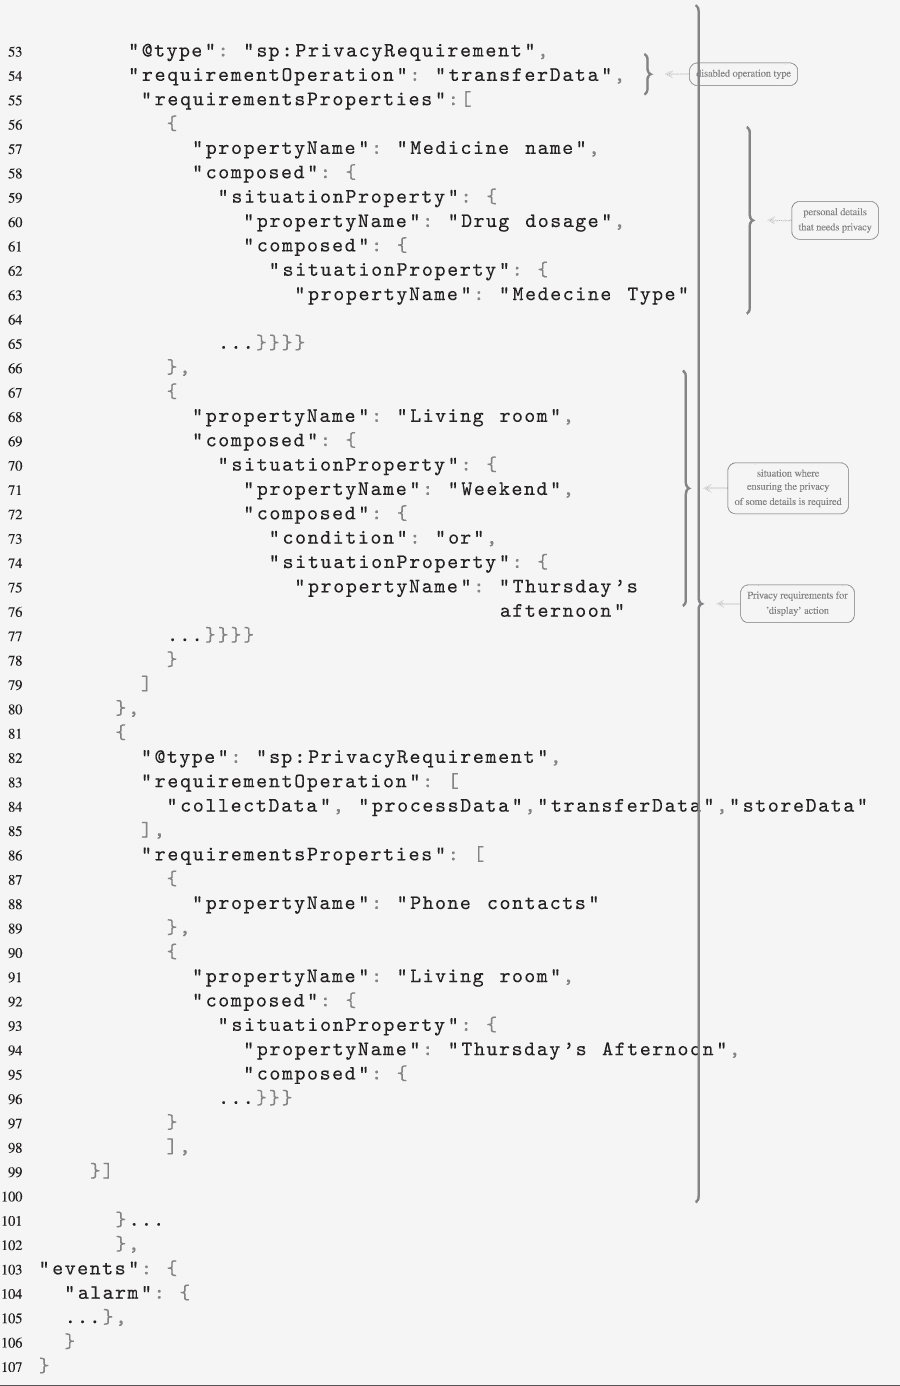 53 "@type": "sp:PrivacyRequirement",
54 "requirementOperation": "transferData",
disabled operation type
55 "requirementsProperties":[
56 {
57 "propertyName": "Medicine name",
58 "composed": {
59 "situationProperty": {
60 "propertyName": "Drug dosage",
personal details
that needs privacy
61 "composed": {
62 "situationProperty": {
63 "propertyName": "Medecine Type"
64
65 ...}}}}
66 },
67 {
68 "propertyName": "Living room",
69 "composed": {
70 "situationProperty": {
71 "propertyName": "Weekend",
situation where
ensuring the privacy
of some details is required
72 "composed": {
73 "condition": "or",
74 "situationProperty": {
75 "propertyName": "Thursday's
76 afternoon"
Privacy requirements for
'display' action
77 ...}}}}
78 }
79 ]
80 },
81 {
82 "@type": "sp:PrivacyRequirement",
83 "requirementOperation": [
84 "collectData", "processData","transferData","storeData"
85 ],
86 "requirementsProperties": [
87 {
88 "propertyName": "Phone contacts"
89 },
90 {
91 "propertyName": "Living room",
92 "composed": {
93 "situationProperty": {
94 "propertyName": "Thursday's Afternoon",
95 "composed": {
96 ...}}}
97 }
98 ],
99 }]
100
101 }...
102 },
103 "events": {
104 "alarm": {
105 ...},
106 }
107 }